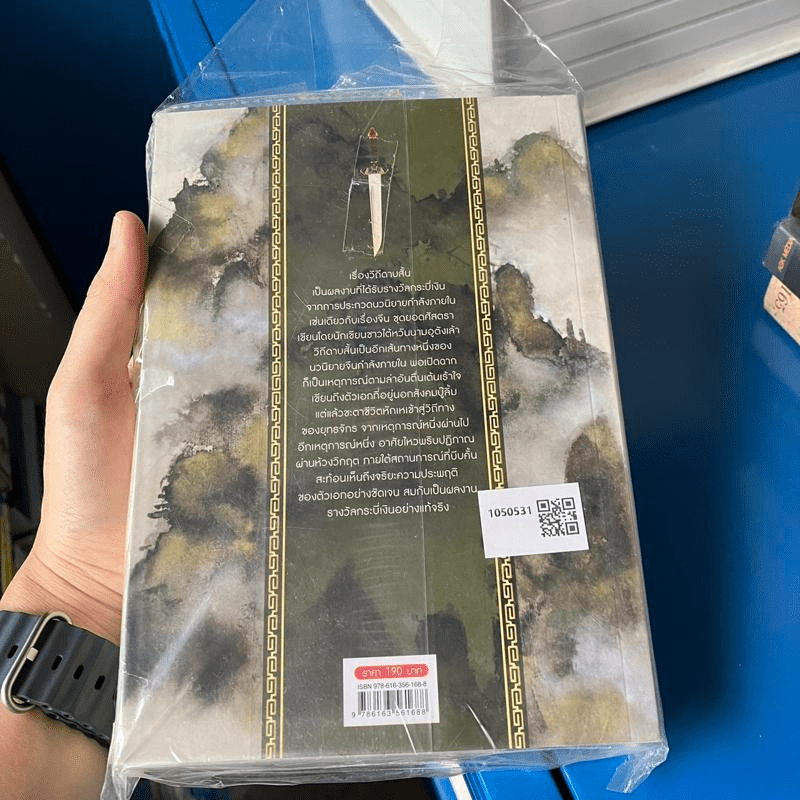 เรื่องวิถีดาบสั้น
เป็นผลงานที่ได้รับรางวัลกระบี่เงิน
จากการประกวดนวนิยายกำลังภายใน
เช่นเดียวกับเรื่องจีน ชุดยอดศัสตรา
เขียนโดยนักเขียนชาวไต้หวันนามอูตังเล้า
วิถีดาบสั้นเป็นอีกเส้นทางหนึ่งของ
นวนิยายจีนกำลังภายใน พอเปิดฉาก
ก็เป็นเหตุการณ์ตามล่าอันตื่นเต้นเร้าใจ
เขียนถึงตัวเอกที่อยู่นอกสังคมบู๊ลิ้ม
แต่แล้วชะตาชีวิตหักเหเข้าสู่วิถีทาง
ของยุทธจักร จากเหตุการณ์หนึ่งผ่านไป
อีกเหตุการณ์หนึ่ง อาศัยไหวพริบปฏิภาณ
ผ่านห้วงวิกฤต ภายใต้สถานการณ์ที่บีบคั้น
สะท้อนเห็นถึงจริยะความประพฤติ
ของตัวเอกอย่างชัดเจน สมกับเป็นผลงาน
รางวัลกระบี่เงินอย่างแท้จริง
1050531
ราคา 190 บาท
ISBN 978-616-356-168-8
9 786163 561688